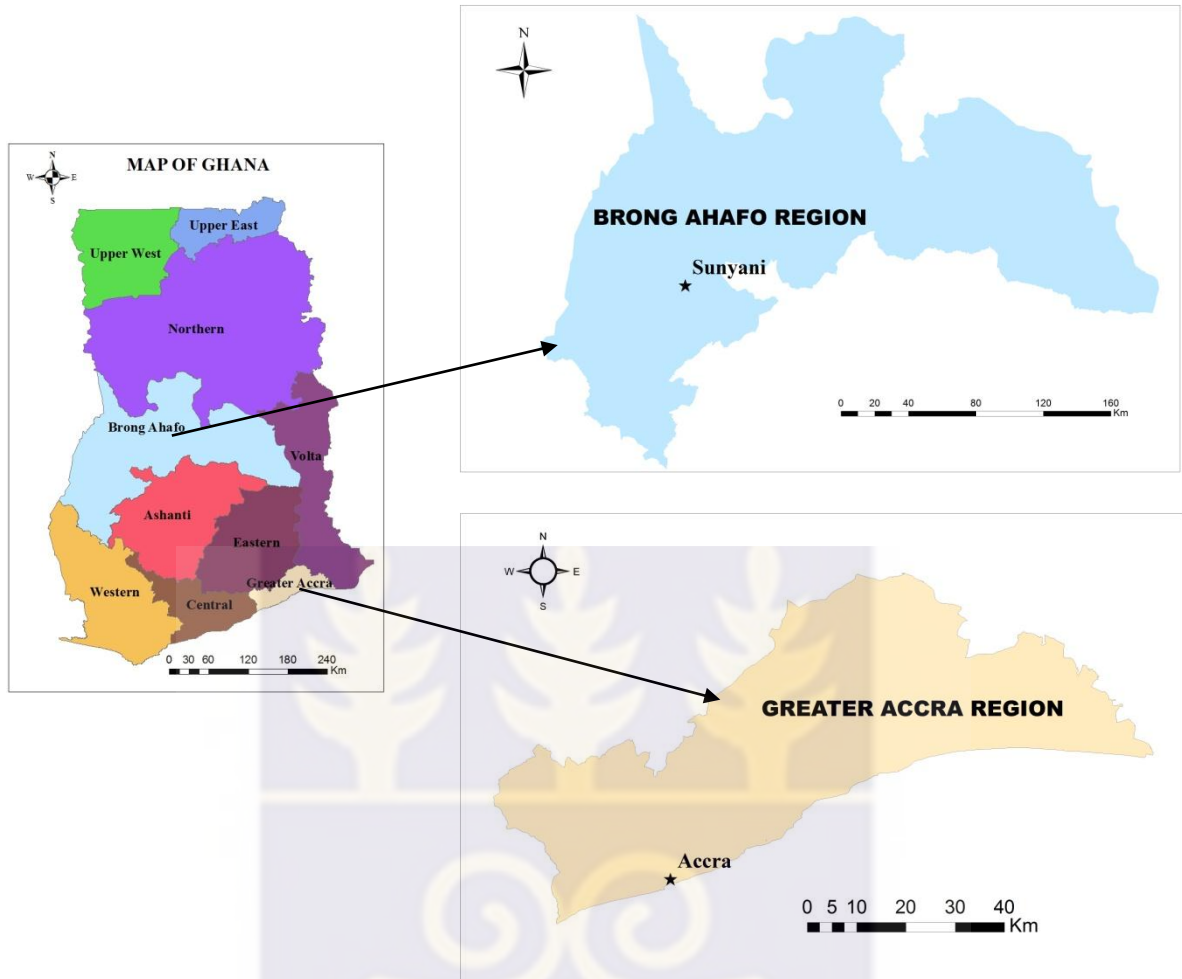 MAP OF GHANA
N
W E
S
Upper East
Upper West
Northern
Brong Ahafo
Volta
Ashanti
Eastern
Greater Accra
Western
Central
0 30 60 120 180 240
Km
N
BRONG AHAFO REGION
Sunyani
0 20 40 80 120 160
Km
N
W E
S
GREATER ACCRA REGION
Accra
0 5 10 20 30 40
Km